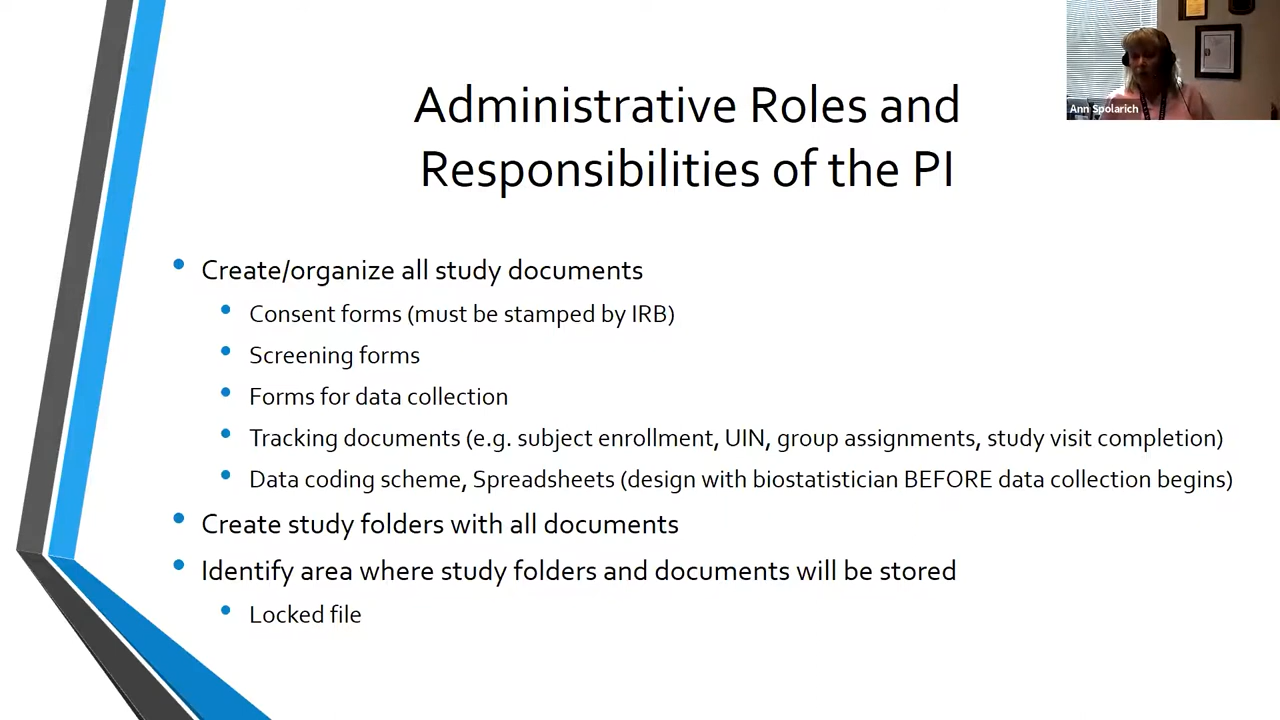 Administrative Roles and
Responsibilities of the PI
Ann Spolarich
Create/organize all study documents
Consent forms (must be stamped by IRB)
Screening forms
Forms for data collection
Tracking documents (e.g. subject enrollment, UIN, group assignments, study visit completion)
Data coding scheme, Spreadsheets (design with biostatistician BEFORE data collection begins)
Create study folders with all documents
Identify area where study folders and documents will be stored
Locked file